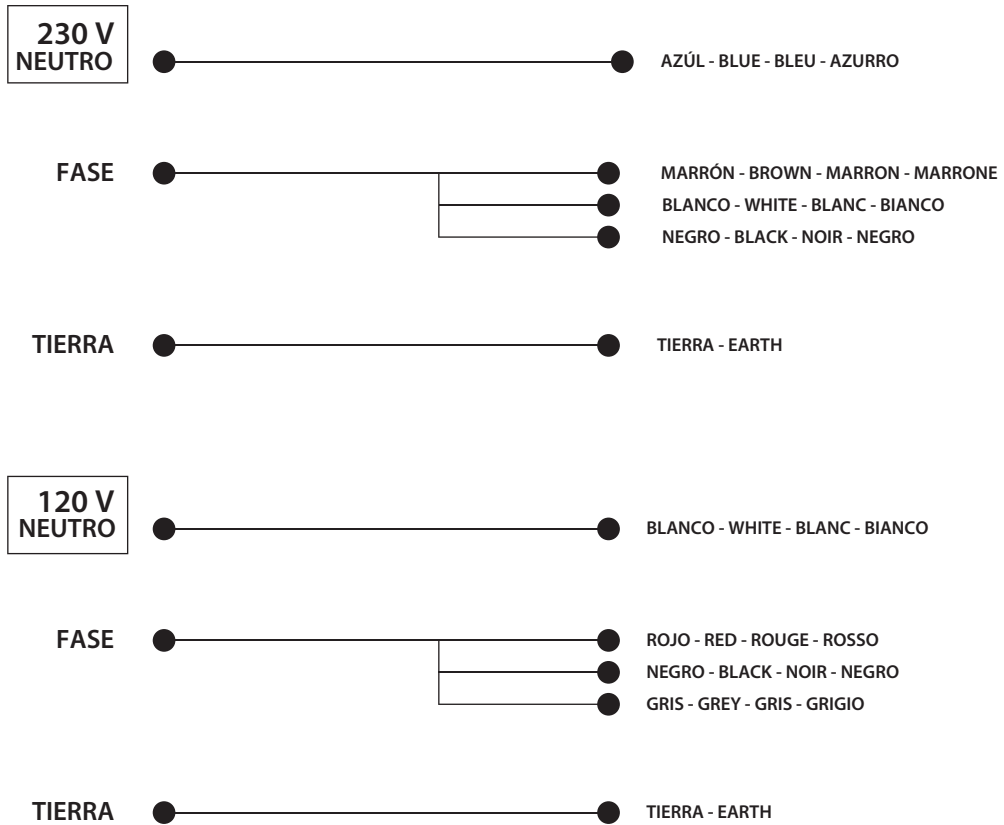 230 V
NEUTRO
AZÚL - BLUE - BLEU - AZURRO
FASE
MARRÓN - BROWN - MARRON - MARRONE
BLANCO - WHITE - BLANC - BIANCO
NEGRO - BLACK - NOIR - NEGRO
TIERRA
TIERRA - EARTH
120 V
NEUTRO
BLANCO - WHITE - BLANC - BIANCO
FASE
ROJO - RED - ROUGE - ROSSO
NEGRO - BLACK - NOIR - NEGRO
GRIS - GREY - GRIS - GRIGIO
TIERRA
TIERRA - EARTH